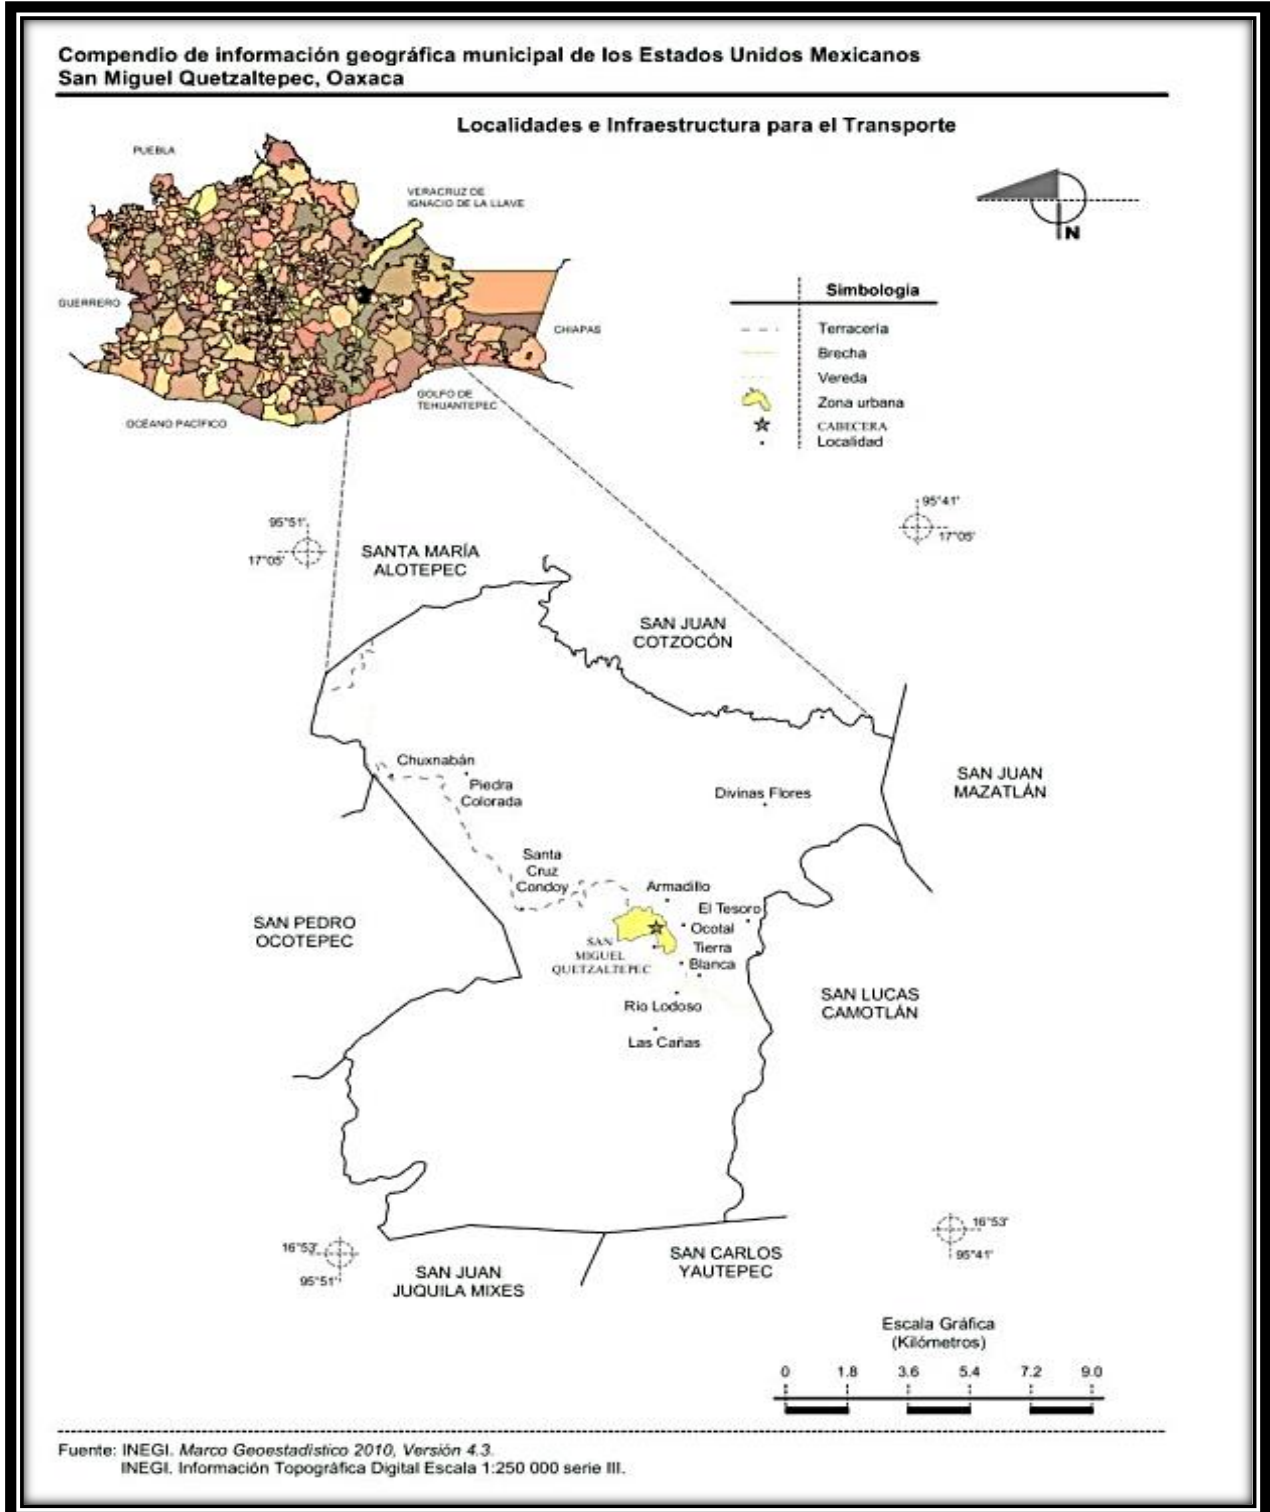 Compendio de información geográfica municipal de los Estados Unidos Mexicanos
San Miguel Quetzaltepec, Oaxaca
Localidades e Infraestructura para el Transporte
PUEBLA
VERACRUZ DE
IGNACIO DE LA LLAVE
GUERRERO
CHIAPAS
GOLFO DE
TEHUANTEPEC
OCÉANO PACÍFICO
N
Simbología
Terracería
Brecha
Vereda
Zona urbana
CABECERA
Localidad
95°51'
17°05'
95°41'
17°05'
SANTA MARÍA
ALOTEPEC
SAN JUAN
COTZOCÓN
Chuxnabán
Piedra
Colorada
Divinas Flores
SAN JUAN
MAZATLÁN
Santa
Cruz
Condoy
Armadillo
El Tesoro
Ocotal
Tierra
Blanca
SAN
MIGUEL
QUETZALTEPEC
SAN PEDRO
OCOTEPEC
Río Lodoso
Las Cañas
SAN LUCAS
CAMOTLÁN
16°53'
95°51'
16°53'
95°41'
SAN JUAN
JUQUILA MIXES
SAN CARLOS
YAUTEPEC
Escala Gráfica
(Kilómetros)
0 1.8 3.6 5.4 7.2 9.0
Fuente: INEGI. Marco Geoestadístico 2010, Versión 4.3.
INEGI. Información Topográfica Digital Escala 1:250 000 serie III.